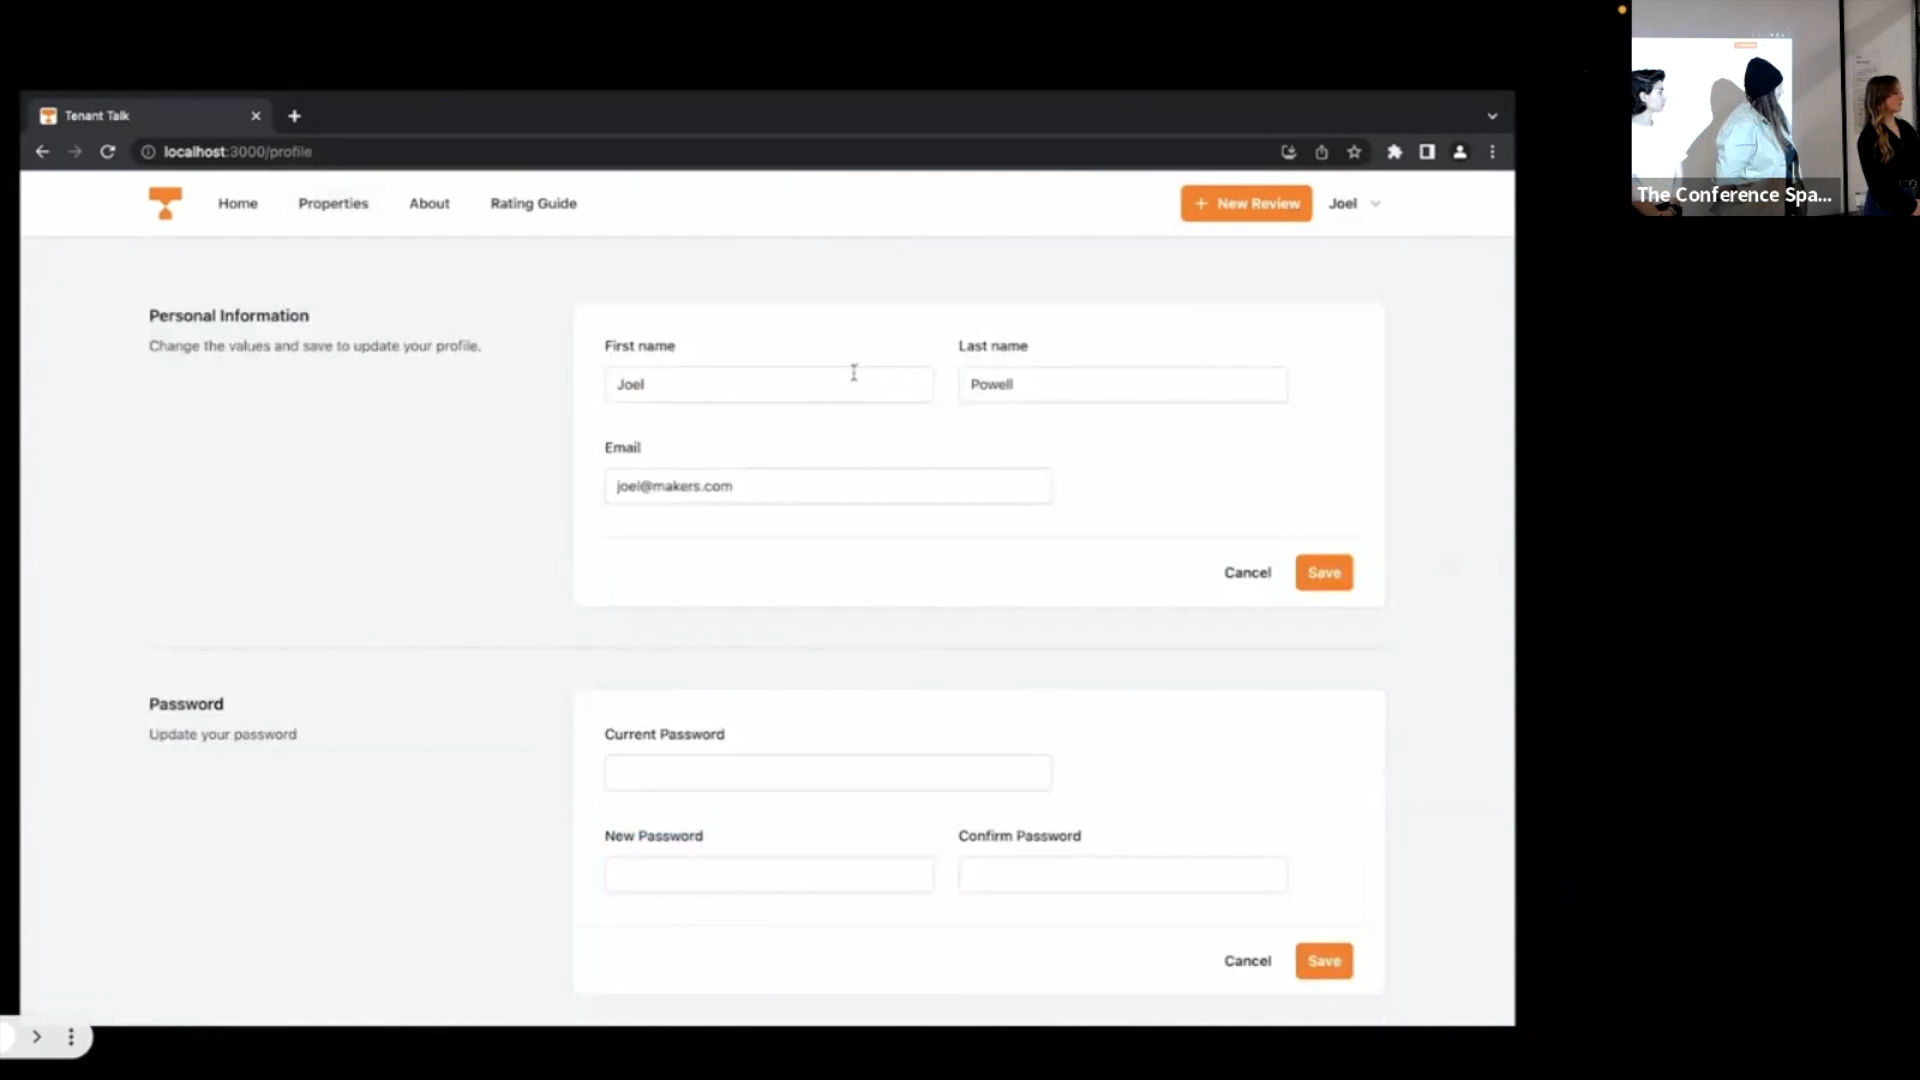 Tenant Talk
localhost:3000/profile
Home Properties About Rating Guide + New Review Joel
Personal Information
Change the values and save to update your profile.
First name Last name
Joel Powell
Email
joel@makers.com
Cancel Save
Password
Update your password
Current Password
New Password Confirm Password
Cancel Save
The Conference Spa...